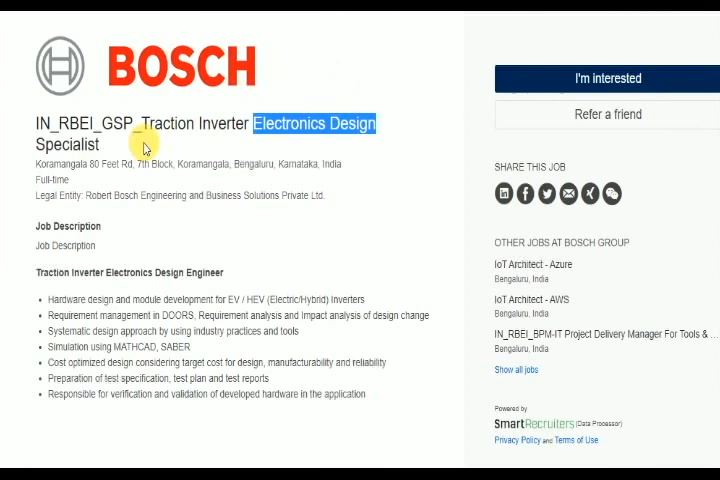 BOSCH
IN_RBEI_GSP_Traction Inverter Electronics Design
Specialist
Koramangala 80 Feet Rd, 7th Block, Koramangala, Bengaluru, Karnataka, India
Full-time
Legal Entity: Robert Bosch Engineering and Business Solutions Private Ltd.
Job Description
Job Description
Traction Inverter Electronics Design Engineer
• Hardware design and module development for EV / HEV (Electric/Hybrid) Inverters
• Requirement management in DOORS, Requirement analysis and Impact analysis of design change
• Systematic design approach by using industry practices and tools
• Simulation using MATHCAD, SABER
• Cost optimized design considering target cost for design, manufacturability and reliability
• Preparation of test specification, test plan and test reports
• Responsible for verification and validation of developed hardware in the application
I'm interested
Refer a friend
SHARE THIS JOB
OTHER JOBS AT BOSCH GROUP
IoT Architect - Azure
Bengaluru, India
IoT Architect - AWS
Bengaluru, India
IN_RBEI_BPM-IT Project Delivery Manager For Tools & ...
Bengaluru, India
Show all jobs
Powered by
SmartRecruiters (Data Processor)
Privacy Policy and Terms of Use